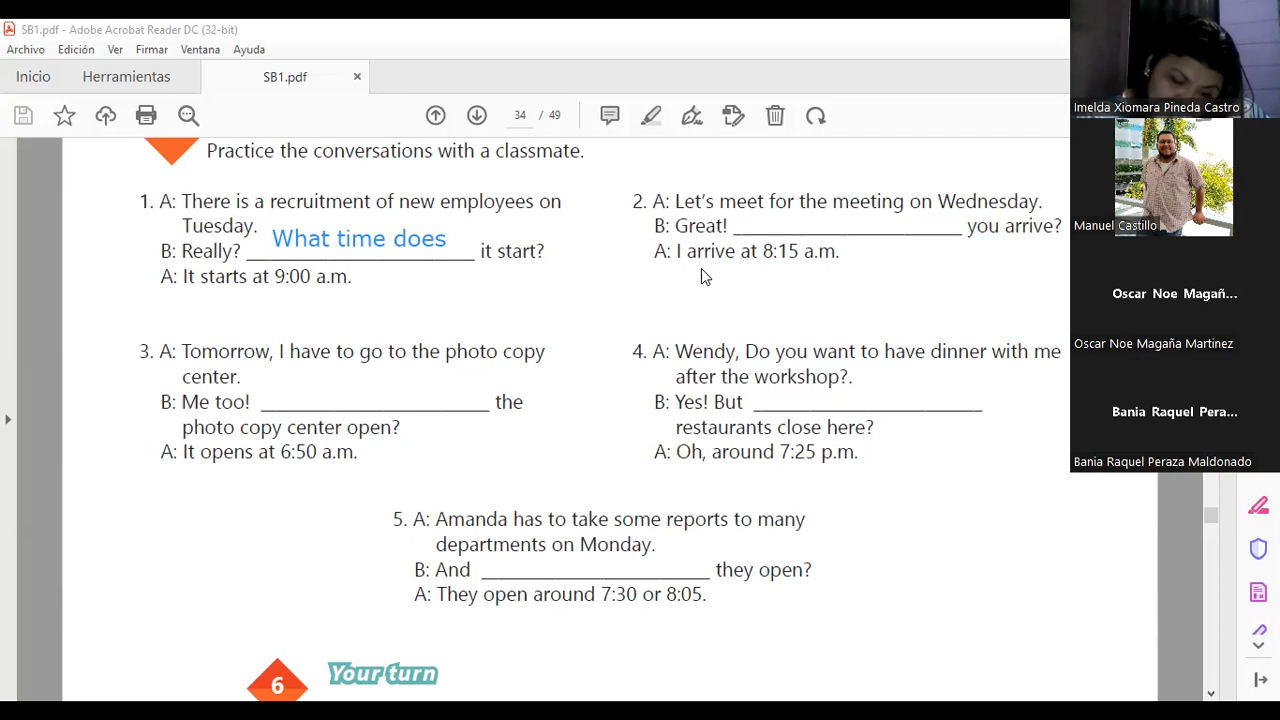 SB1.pdf - Adobe Acrobat Reader DC (32-bit)
Archivo Edición Ver Firmar Ventana Ayuda
Inicio Herramientas SB1.pdf ×
34 / 49
Practice the conversations with a classmate.
1. A: There is a recruitment of new employees on
Tuesday.
B: Really? What time does it start?
A: It starts at 9:00 a.m.
2. A: Let's meet for the meeting on Wednesday.
B: Great! ______________________ you arrive?
A: I arrive at 8:15 a.m.
3. A: Tomorrow, I have to go to the photo copy
center.
B: Me too! ______________________ the
photo copy center open?
A: It opens at 6:50 a.m.
4. A: Wendy, Do you want to have dinner with me
after the workshop?.
B: Yes! But ______________________
restaurants close here?
A: Oh, around 7:25 p.m.
5. A: Amanda has to take some reports to many
departments on Monday.
B: And ______________________ they open?
A: They open around 7:30 or 8:05.
6 Your turn
Imelda Xiomara Pineda Castro
Manuel Castillo
Oscar Noe Magañ...
Oscar Noe Magaña Martinez
Bania Raquel Pera...
Bania Raquel Peraza Maldonado